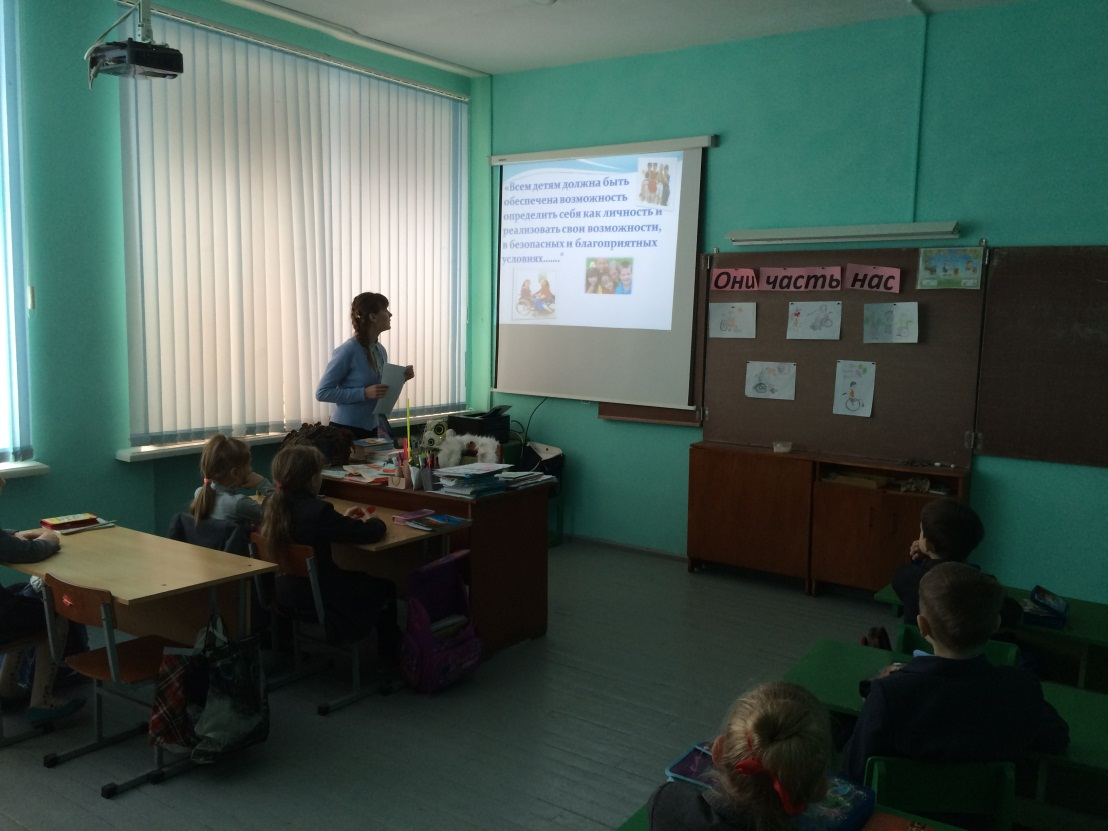 «Всем детям должна быть
обеспечена возможность
определить себя как личность и
реализовать свои возможности,
в безопасных и благоприятных
условиях.......“
Они часть нас